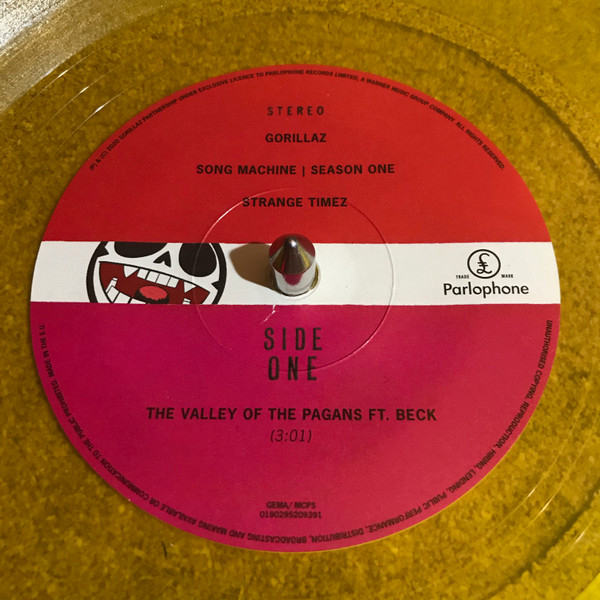 (P) & (C) 2020 GORILLAZ PARTNERSHIP UNDER EXCLUSIVE LICENCE TO PARLOPHONE RECORDS LIMITED, A WARNER MUSIC GROUP COMPANY. ALL RIGHTS RESERVED.
STEREO
GORILLAZ
SONG MACHINE | SEASON ONE
STRANGE TIMEZ
£
TRADE MARK
Parlophone
SIDE
ONE
THE VALLEY OF THE PAGANS FT. BECK
(3:01)
GEMA/ MCPS
0190295209391
UNAUTHORISED COPYING, REPRODUCTION, HIRING, LENDING, PUBLIC PERFORMANCE, DISTRIBUTION, BROADCASTING AND MAKING AVAILABLE OR COMMUNICATION TO THE PUBLIC PROHIBITED. MADE IN THE